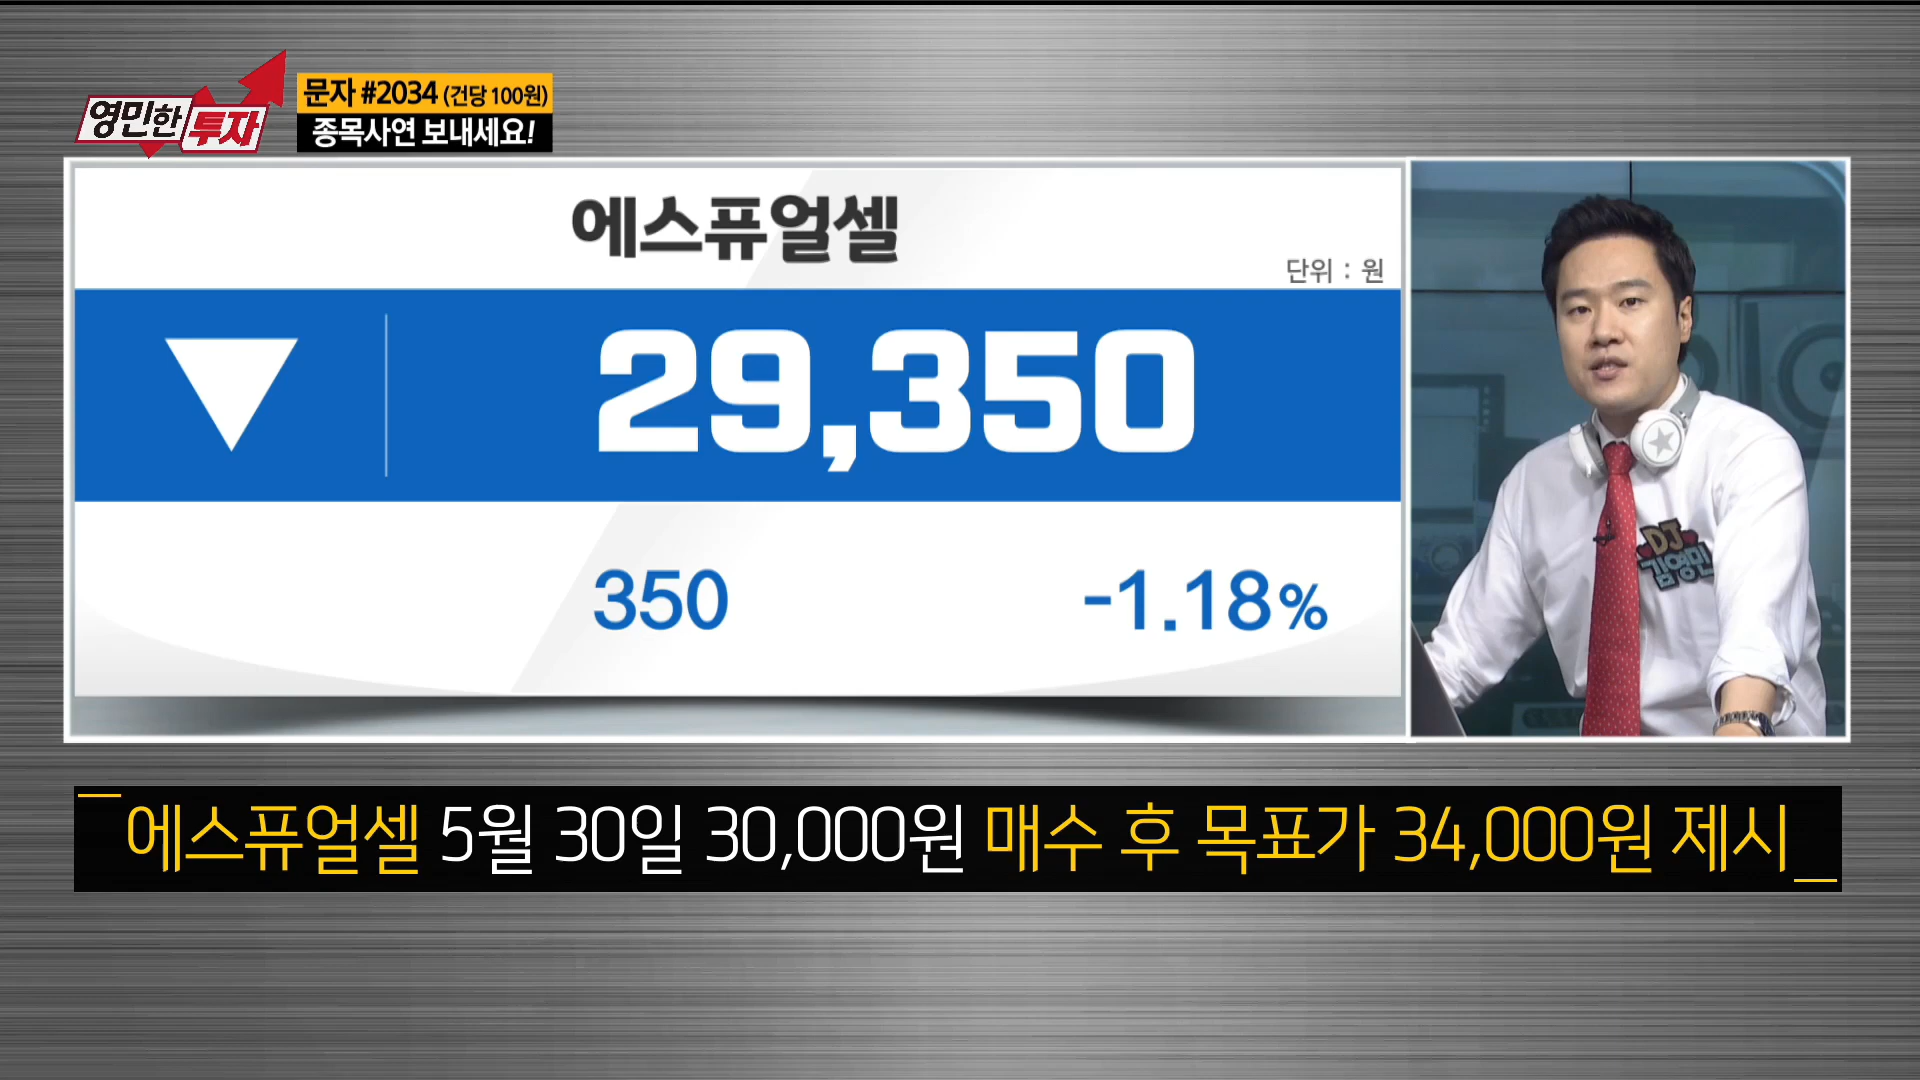 영민한 투자
문자 #2034 (건당 100원)
종목사연 보내세요!
에스퓨얼셀
단위 : 원
▼ 29,350
350 -1.18%
DJ
김영민
에스퓨얼셀 5월 30일 30,000원 매수 후 목표가 34,000원 제시